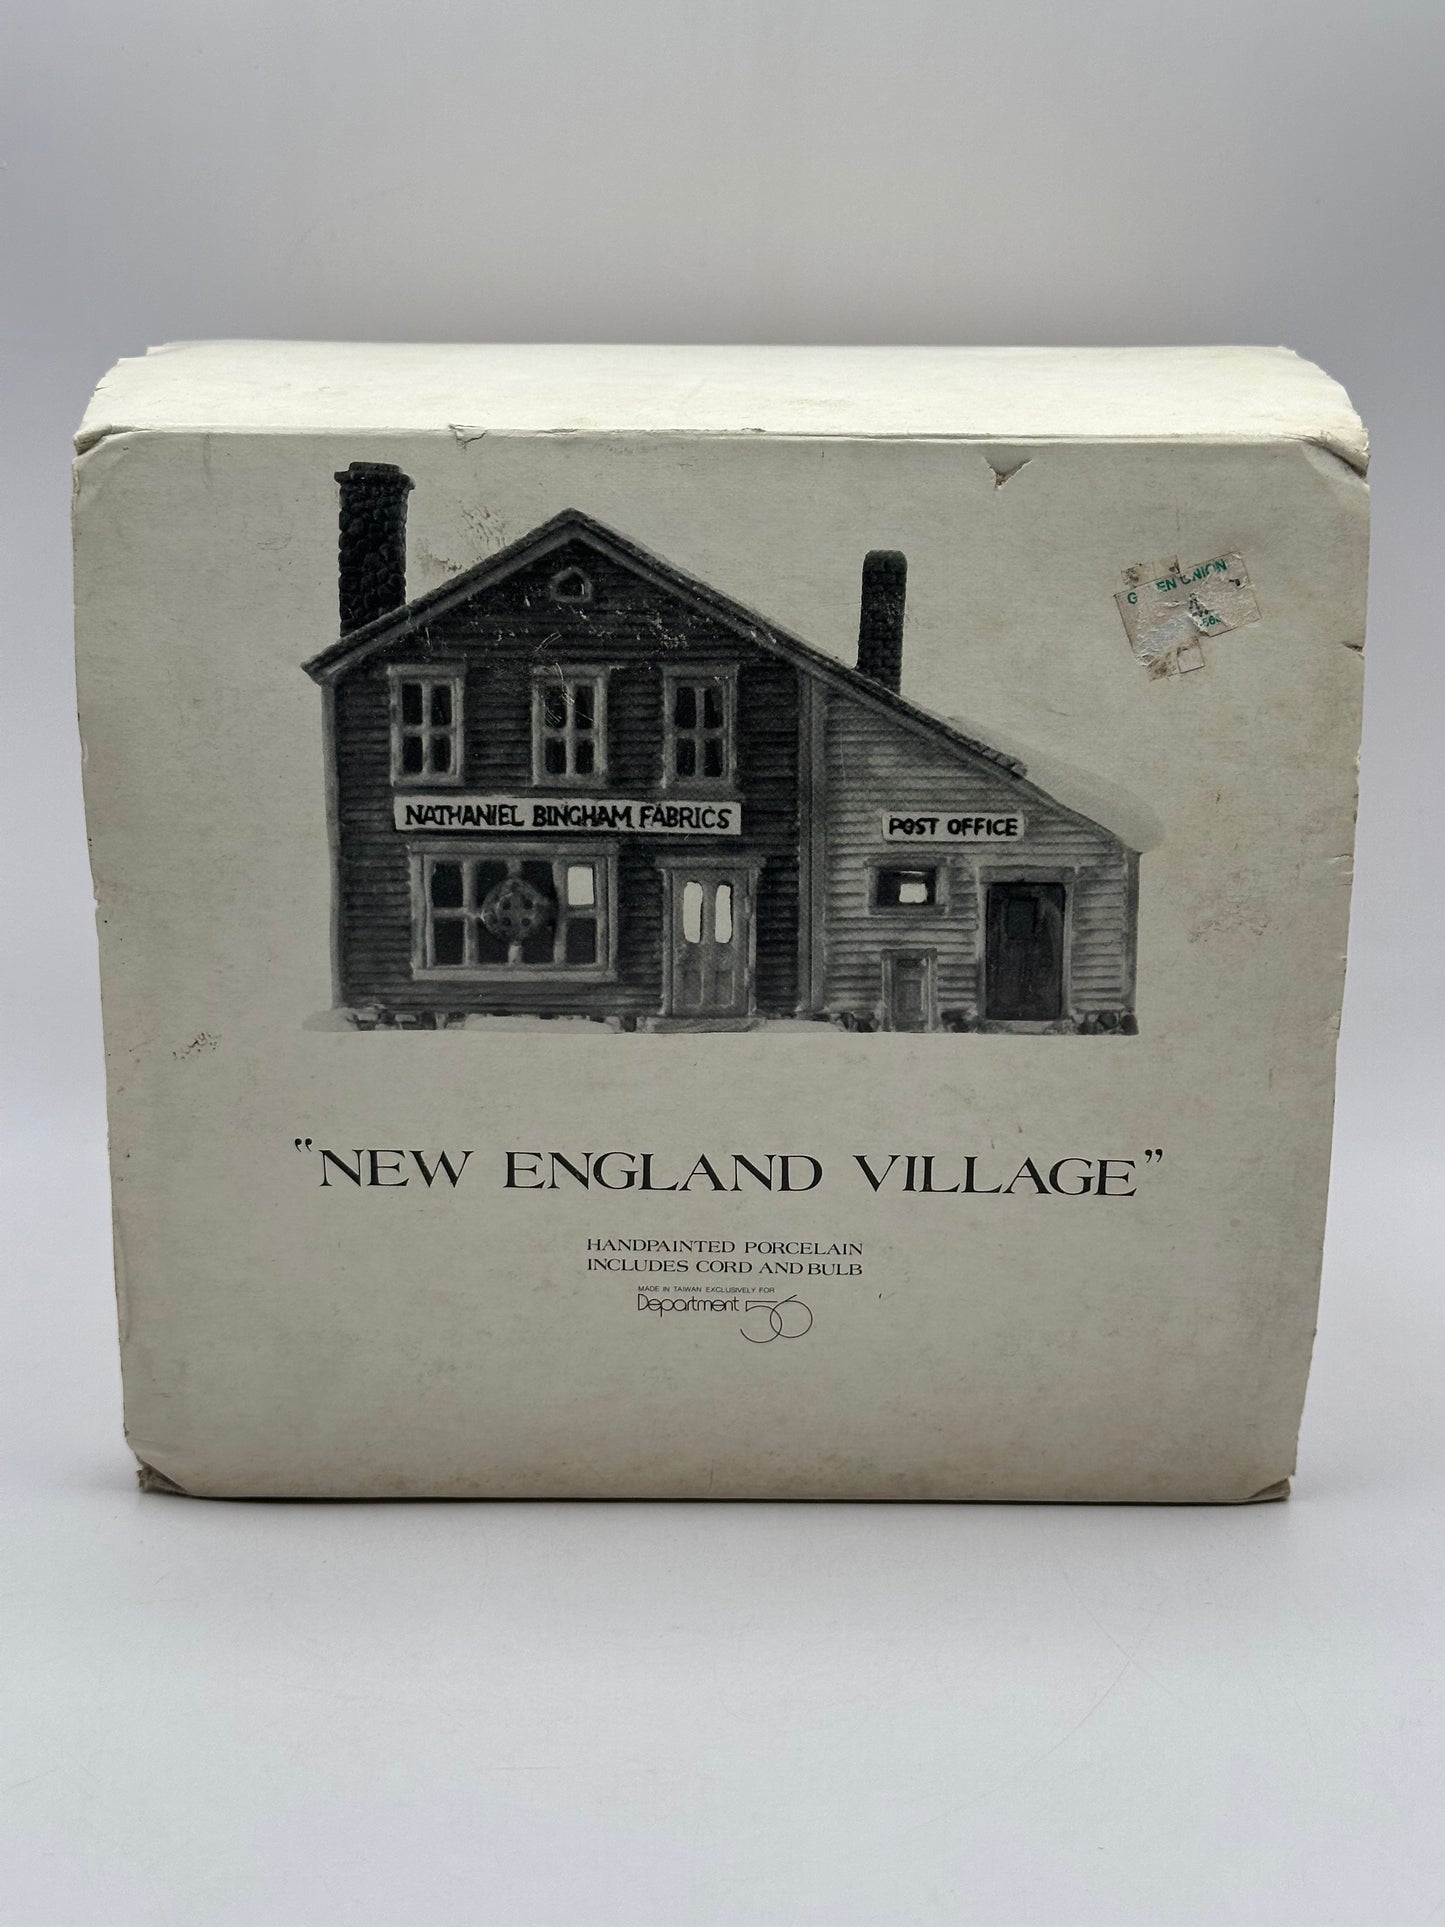 UNION
NATHANIEL BINGHAM FABRICS
POST OFFICE
"NEW ENGLAND VILLAGE"
HANDPAINTED PORCELAIN
INCLUDES CORD AND BULB
MADE IN TAIWAN EXCLUSIVELY FOR
Department 56